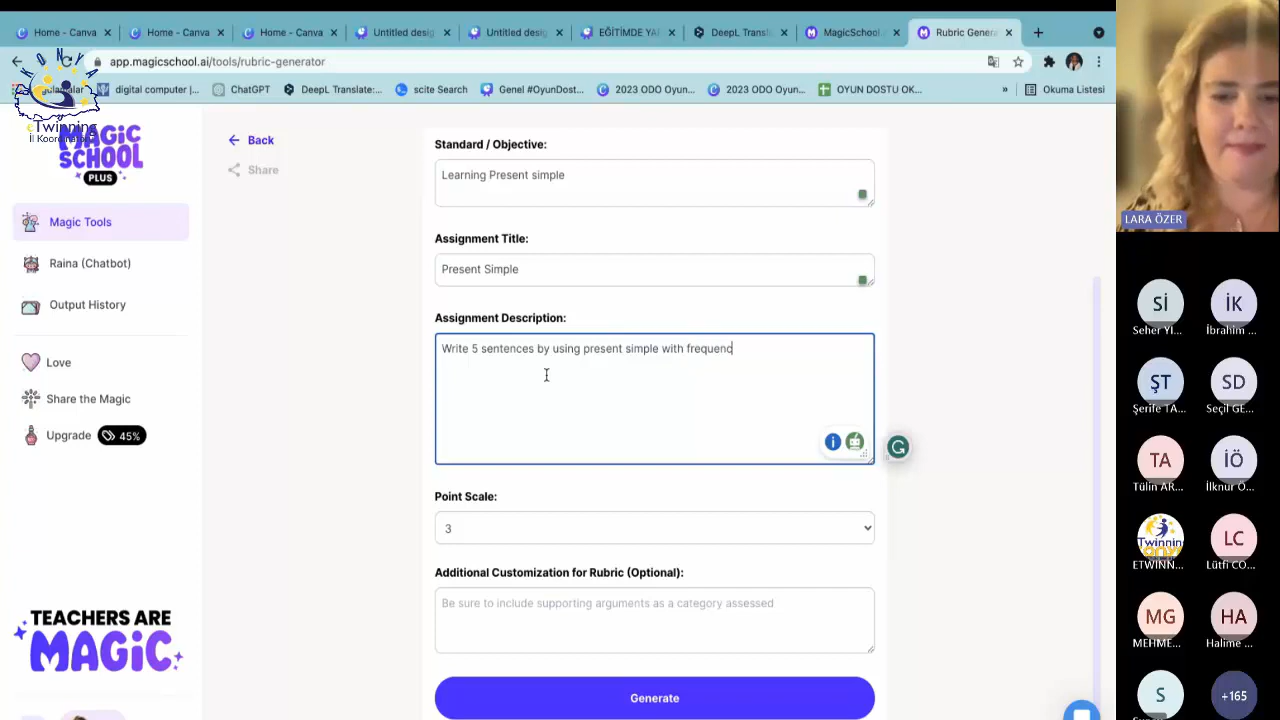 Home - Canva
Home - Canva
Home - Canva
Untitled desig
Untitled desig
EĞİTİMDE YA
DeepL Transl
MagicSchool.
Rubric Genera
app.magicschool.ai/tools/rubric-generator
digital computer |...
ChatGPT
DeepL Translate:...
scite Search
Genel #OyunDost...
2023 ODO Oyun...
2023 ODO Oyun...
OYUN DOSTU OK...
»
Okuma Listesi
eTwinning
İl Koordinatör
MAGIC
SCHOOL
PLUS
Magic Tools
Raina (Chatbot)
Output History
Love
Share the Magic
Upgrade
45%
TEACHERS ARE
MAGIC
Back
Share
Standard / Objective:
Learning Present simple
Assignment Title:
Present Simple
Assignment Description:
Write 5 sentences by using present simple with frequenc
Point Scale:
3
Additional Customization for Rubric (Optional):
Be sure to include supporting arguments as a category assessed
Generate
LARA ÖZER
Sİ
İK
Seher YI...
İbrahim ...
ŞT
SD
Şerife TA...
Seçil GE...
TA
İÖ
Tülin AR...
İlknur Ö...
Twinning
LC
ETWINN...
Lütfi CO...
MG
HA
MEHME...
Halime ...
S
+165